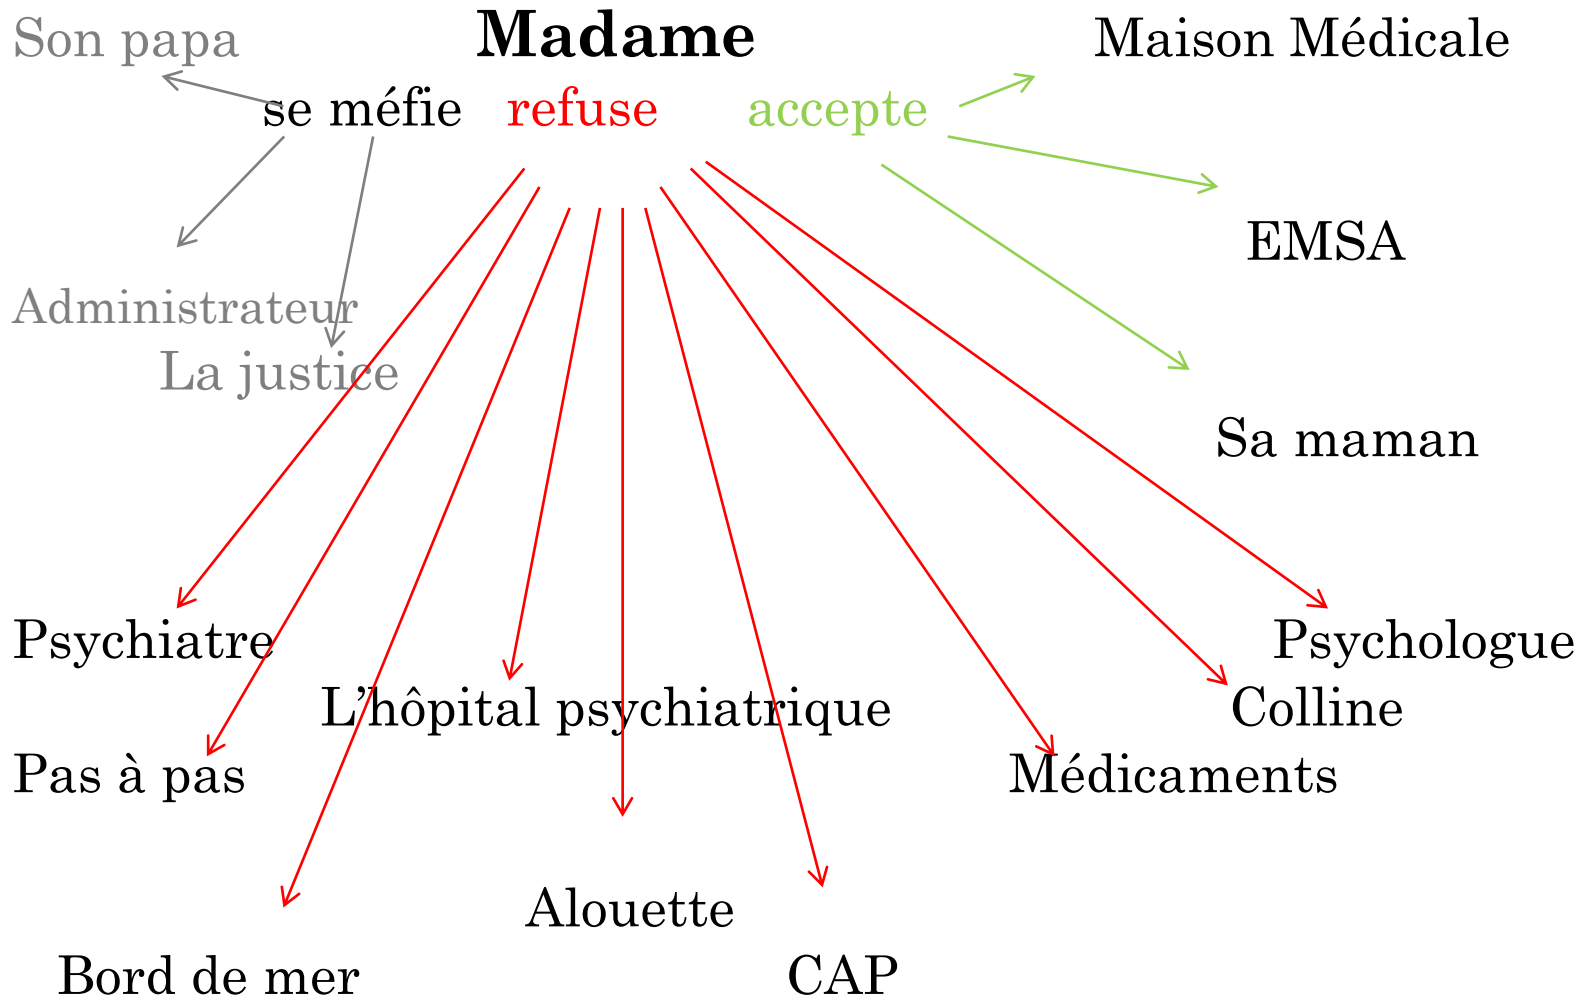 Son papa
Madame
Maison Médicale
se méfie
refuse
accepte
EMSA
Administrateur
La justice
Sa maman
Psychiatre
Psychologue
L’hôpital psychiatrique
Colline
Pas à pas
Médicaments
Alouette
Bord de mer
CAP